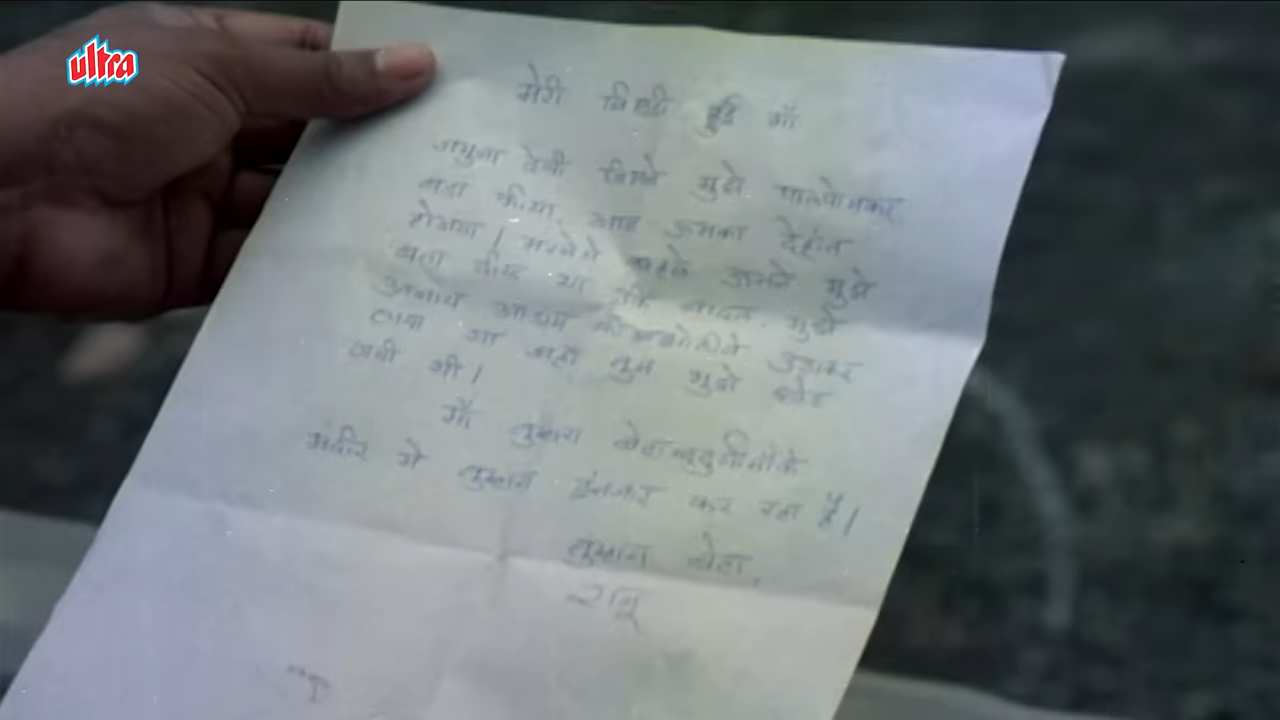 ultra
मेरी बिछडी हुई माँ
जमुना देवी जिसने मुझे पालपोसकर
बडा कीया, आज उसका देहांत
होगया। मरनेसे पहले उसने मुझे
बता दीया था की बादल मुझे
अनाथ आश्रम की उठाकर
लाया था जहाँ तुम मुझे छोड
गयी थी।
माँ तुम्हारा बेटा
मंदीर मे तुम्हारा इंतजार कर रहा है।
तुम्हारा बेटा,
राजू